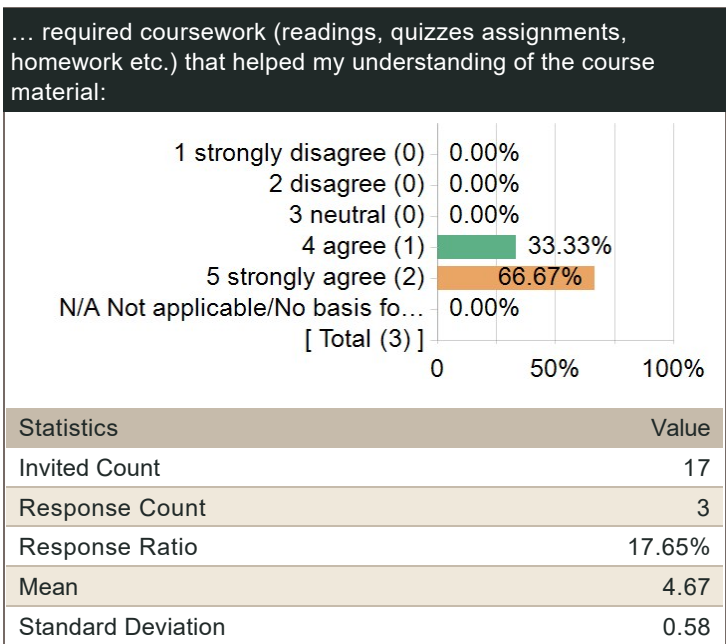 … required coursework (readings, quizzes assignments,
homework etc.) that helped my understanding of the course
material:
1 strongly disagree (0) 0.00%
2 disagree (0) 0.00%
3 neutral (0) 0.00%
4 agree (1) 33.33%
5 strongly agree (2) 66.67%
N/A Not applicable/No basis fo… 0.00%
[ Total (3) ]
0 50% 100%
Statistics Value
Invited Count 17
Response Count 3
Response Ratio 17.65%
Mean 4.67
Standard Deviation 0.58